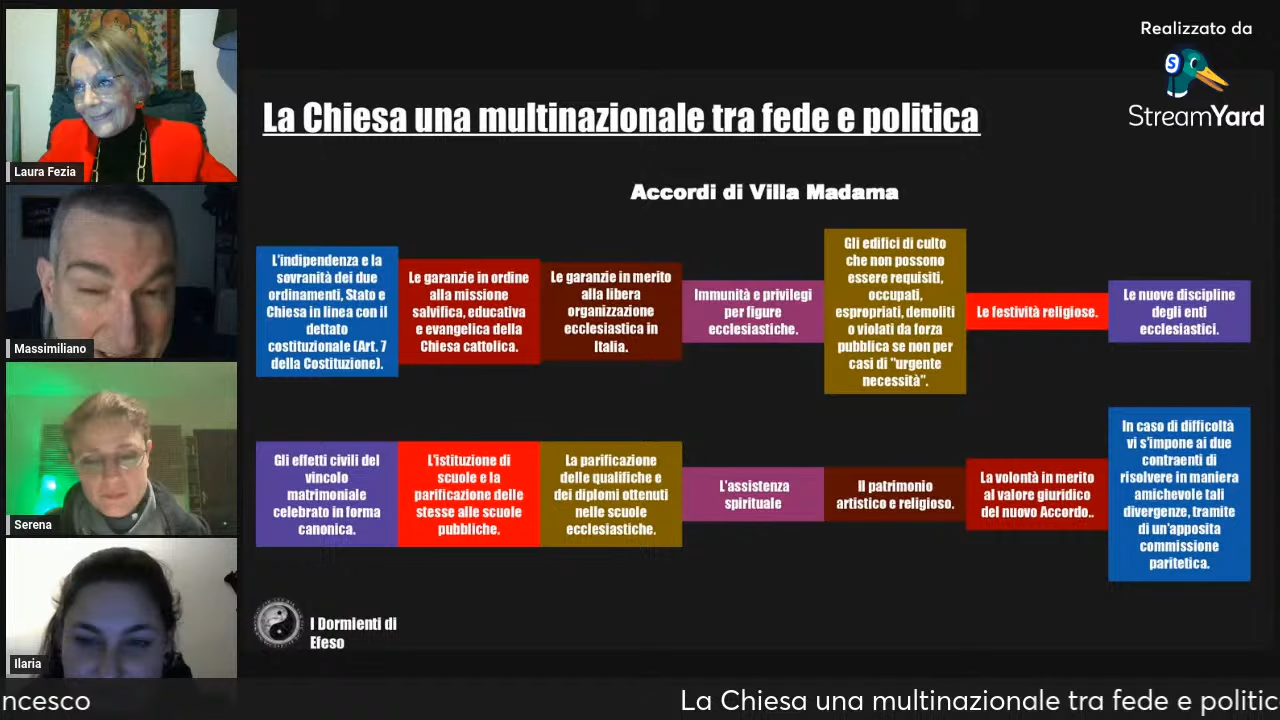 Realizzato da
S
StreamYard
La Chiesa una multinazionale tra fede e politica
Accordi di Villa Madama
L'indipendenza e la
sovranità dei due
ordinamenti, Stato e
Chiesa in linea con il
dettato
costituzionale (Art. 7
della Costituzione).
Le garanzie in ordine
alla missione
salvifica, educativa
e evangelica della
Chiesa cattolica.
Le garanzie in merito
alla libera
organizzazione
ecclesiastica in
Italia.
Immunità e privilegi
per figure
ecclesiastiche.
Gli edifici di culto
che non possono
essere requisiti,
occupati,
espropriati, demoliti
o violati da forza
pubblica se non per
casi di "urgente
necessità".
Le festività religiose.
Le nuove discipline
degli enti
ecclesiastici.
Gli effetti civili del
vincolo
matrimoniale
celebrato in forma
canonica.
L'istituzione di
scuole e la
parificazione delle
stesse alle scuole
pubbliche.
La parificazione
delle qualifiche e
dei diplomi ottenuti
nelle scuole
ecclesiastiche.
L'assistenza
spirituale
Il patrimonio
artistico e religioso.
La volontà in merito
al valore giuridico
del nuovo Accordo..
In caso di difficoltà
vi s'impone ai due
contraenti di
risolvere in maniera
amichevole tali
divergenze, tramite
di un'apposita
commissione
paritetica.
I Dormienti di
Efeso
Laura Fezia
Massimiliano
Serena
Ilaria
ncesco
La Chiesa una multinazionale tra fede e politic